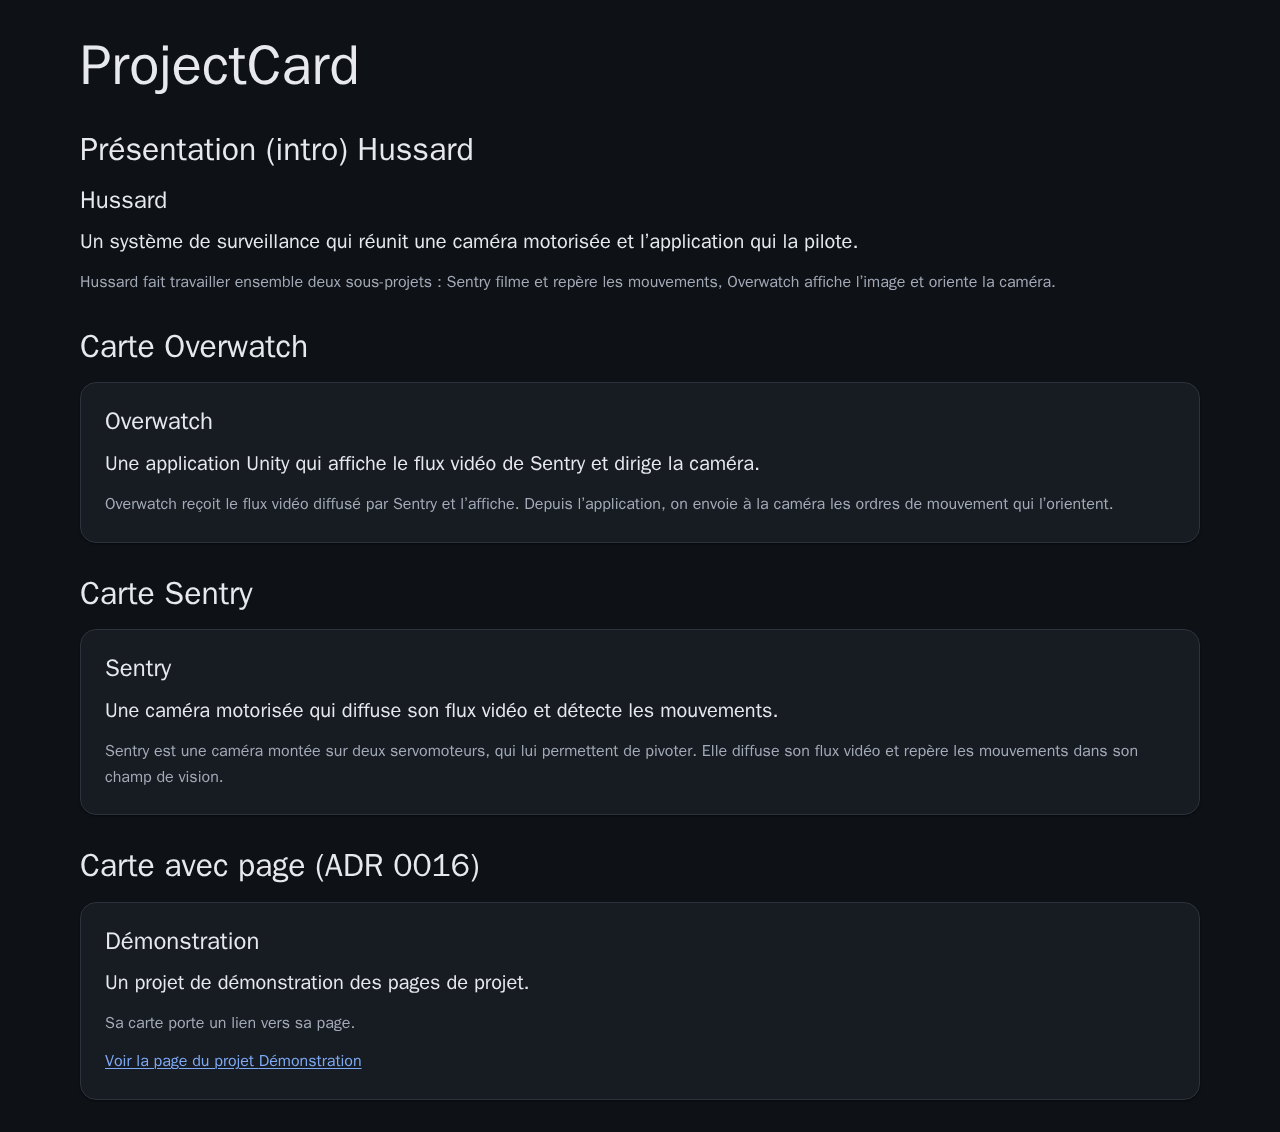 ProjectCard
Présentation (intro) Hussard
Hussard
Un système de surveillance qui réunit une caméra motorisée et l’application qui la pilote.
Hussard fait travailler ensemble deux sous-projets : Sentry filme et repère les mouvements, Overwatch affiche l’image et oriente la caméra.
Carte Overwatch
Overwatch
Une application Unity qui affiche le flux vidéo de Sentry et dirige la caméra.
Overwatch reçoit le flux vidéo diffusé par Sentry et l’affiche. Depuis l’application, on envoie à la caméra les ordres de mouvement qui l’orientent.
Carte Sentry
Sentry
Une caméra motorisée qui diffuse son flux vidéo et détecte les mouvements.
Sentry est une caméra montée sur deux servomoteurs, qui lui permettent de pivoter. Elle diffuse son flux vidéo et repère les mouvements dans son
champ de vision.
Carte avec page (ADR 0016)
Démonstration
Un projet de démonstration des pages de projet.
Sa carte porte un lien vers sa page.
Voir la page du projet Démonstration